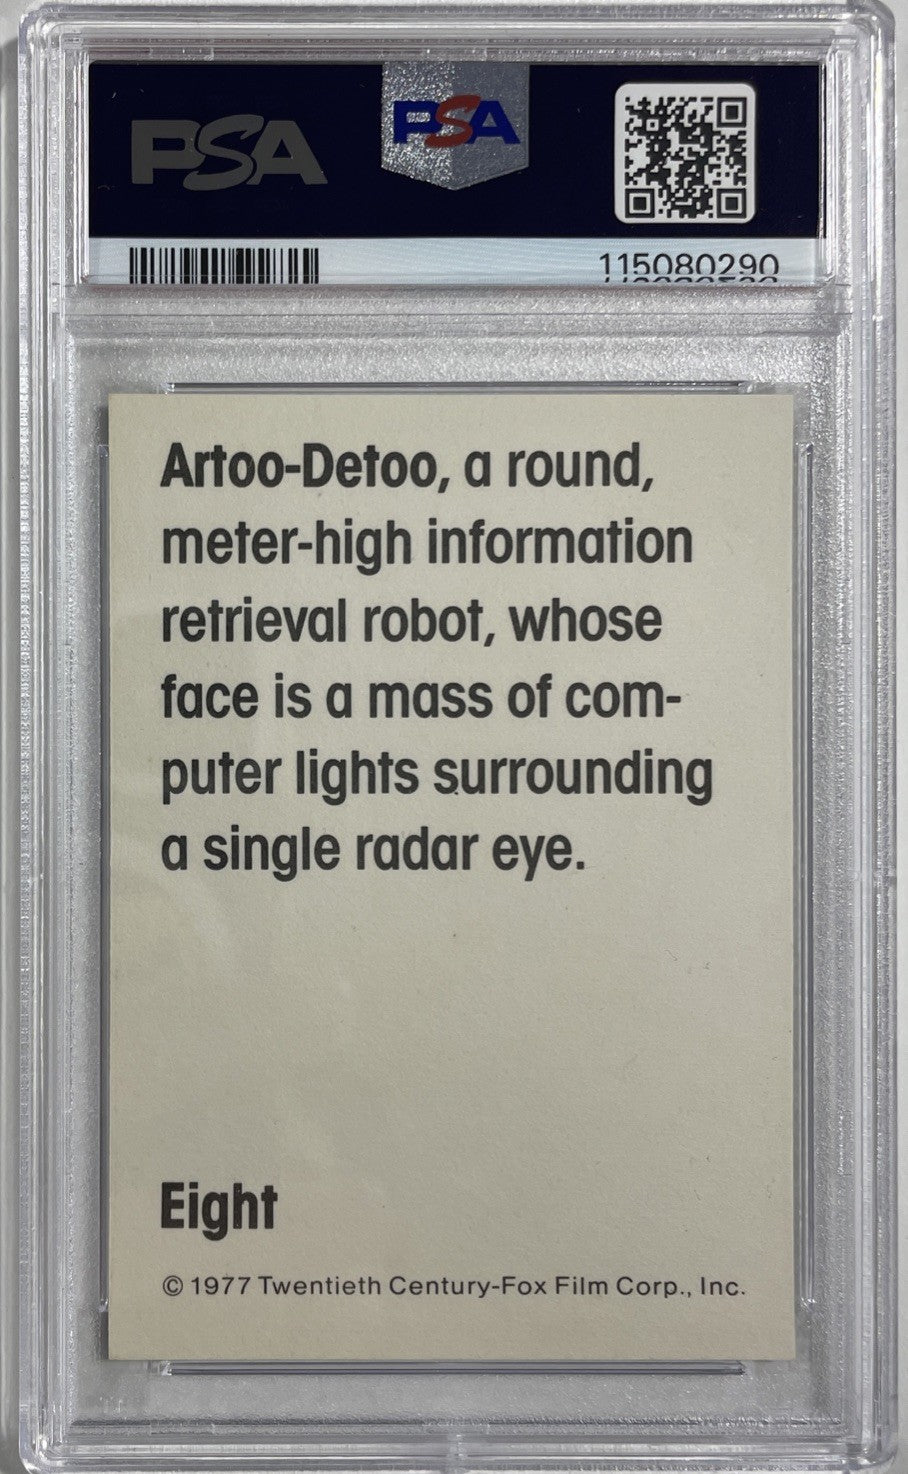 PSA
PSA
115080290
Artoo-Detoo, a round,
meter-high information
retrieval robot, whose
face is a mass of com-
puter lights surrounding
a single radar eye.
Eight
© 1977 Twentieth Century-Fox Film Corp., Inc.